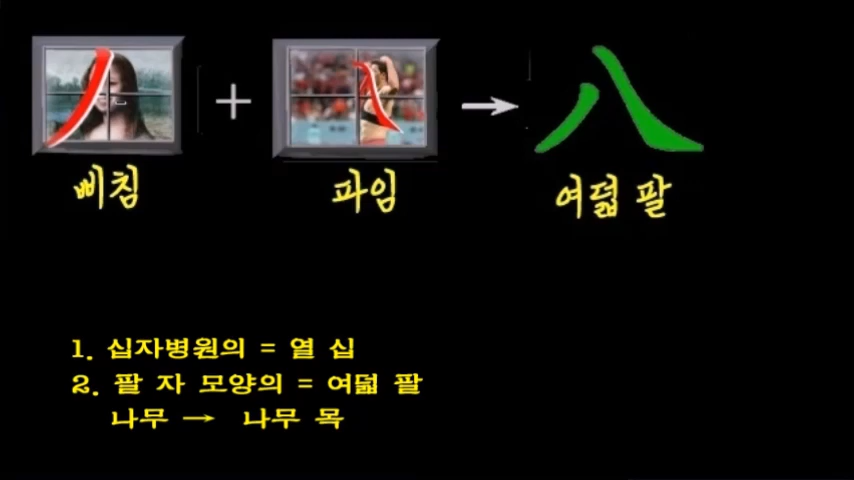 삐침 파임 여덟 팔
八
1. 십자병원의 = 열 십
2. 팔 자 모양의 = 여덟 팔
나무 → 나무 목